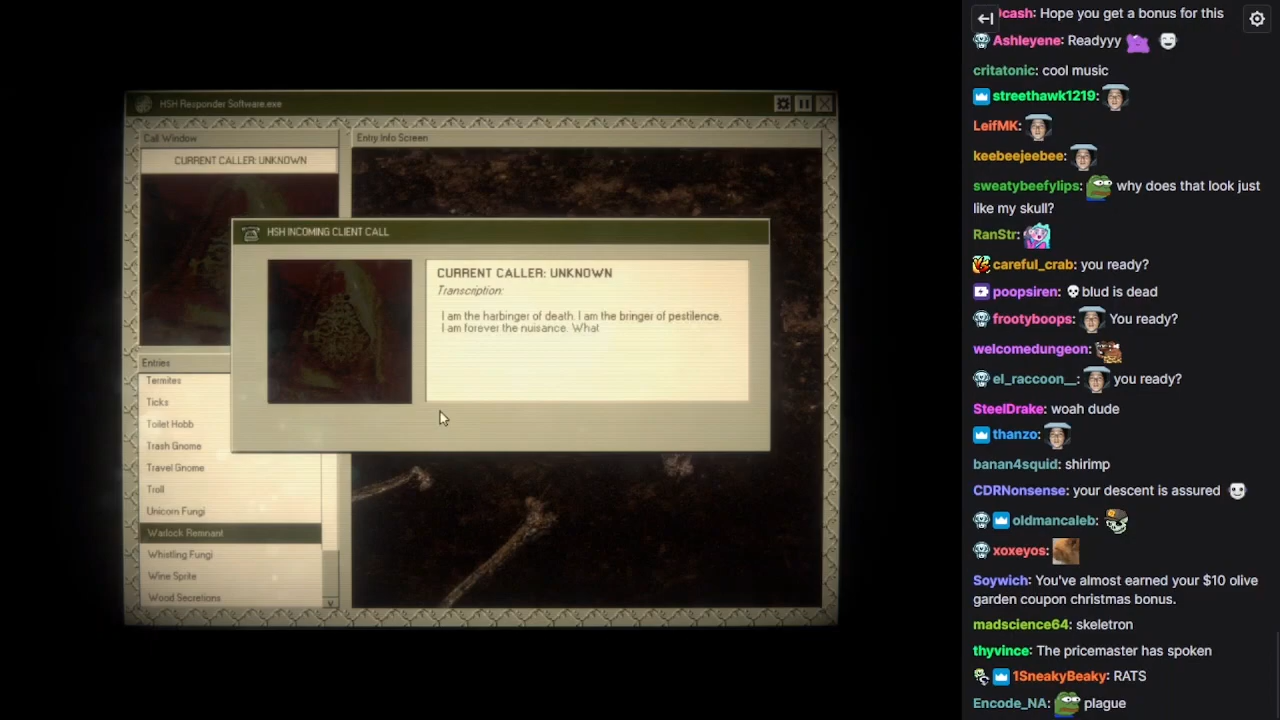 HSH Responder Software.exe
Call Window
CURRENT CALLER: UNKNOWN
Entry Info Screen
HSH INCOMING CLIENT CALL
CURRENT CALLER: UNKNOWN
Transcription:
I am the harbinger of death. I am the bringer of pestilence.
I am forever the nuisance. What
Entries
Termites
Ticks
Toilet Hobb
Trash Gnome
Travel Gnome
Troll
Unicorn Fungi
Warlock Remnant
Whistling Fungi
Wine Sprite
Wood Secretions
cash: Hope you get a bonus for this
Ashleyene: Readyyy
critatonic: cool music
streethawk1219:
LeifMK:
keebeejeebee:
sweatybeefylips: why does that look just
like my skull?
RanStr:
careful_crab: you ready?
poopsiren: blud is dead
frootyboops: You ready?
welcomedungeon:
el_raccoon__: you ready?
SteelDrake: woah dude
thanzo:
banan4squid: shirimp
CDRNonsense: your descent is assured
oldmancaleb:
xoxeyos:
Soywich: You've almost earned your $10 olive
garden coupon christmas bonus.
madscience64: skeletron
thyvince: The pricemaster has spoken
1SneakyBeaky: RATS
Encode_NA: plague